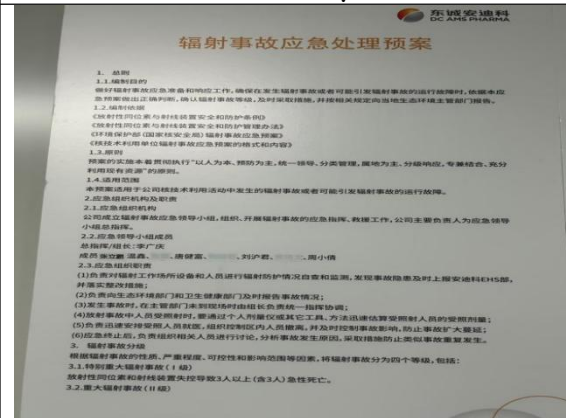 东诚安迪科
DC AMS PHARMA
辐射事故应急处理预案
1. 总则
1.1.编制目的
做好辐射事故应急准备和响应工作,确保在发生辐射事故或者可能引发辐射事故的运行故障时,依据本应
急预案做出正确判断,确认辐射事故等级,及时采取措施,并按相关规定向当地生态环境主管部门报告。
1.2.编制依据
《放射性同位素与射线装置安全和防护条例》
《放射性同位素与射线装置安全和防护管理办法》
《环境保护部(国家核安全局)辐射事故应急预案》
《核技术利用单位辐射事故应急预案的格式和内容》
1.3.原则
预案的实施本着贯彻执行“以人为本、预防为主,统一领导、分类管理,属地为主、分级响应,专兼结合、充分
利用现有资源”的原则。
1.4.适用范围
本预案适用于公司核技术利用活动中发生的辐射事故或者可能引发辐射事故的运行故障。
2.应急组织机构及职责
2.1.应急组织机构
公司成立辐射事故应急领导小组,组织、开展辐射事故的应急指挥、救援工作,公司主要负责人为应急领导
小组总指挥。
2.2.应急领导小组成员
总指挥/组长:李广庆
成员 温鑫、 、唐健富、 、刘沪君、 、周小倩
2.3.应急组织职责
(1)负责对辐射工作场所设备和人员进行辐射防护情况自查和监测,发现事故隐患及时上报安迪科EHS部,
并落实整改措施;
(2)负责向生态环境部门和卫生健康部门及时报告事故情况;
(3)发生事故时,在主管部门未到现场时由组长负责统一指挥协调;
(4)放射事故中人员受照射时,要通过个人剂量仪或其它工具、方法迅速估算受照射人员的受照剂量;
(5)负责迅速安排受照人员就医,组织控制区内人员撤离,并及时控制事故影响,防止事故扩大蔓延;
(6)应急终止后,负责组织相关人员进行讨论,分析事故发生原因,采取措施防止类似事故重复发生。
3. 辐射事故分级
根据辐射事故的性质、严重程度、可控性和影响范围等因素,将辐射事故分为四个等级,包括:
3.1.特别重大辐射事故(Ⅰ级)
放射性同位素和射线装置失控导致3人以上(含3人)急性死亡。
3.2.重大辐射事故(Ⅱ级)